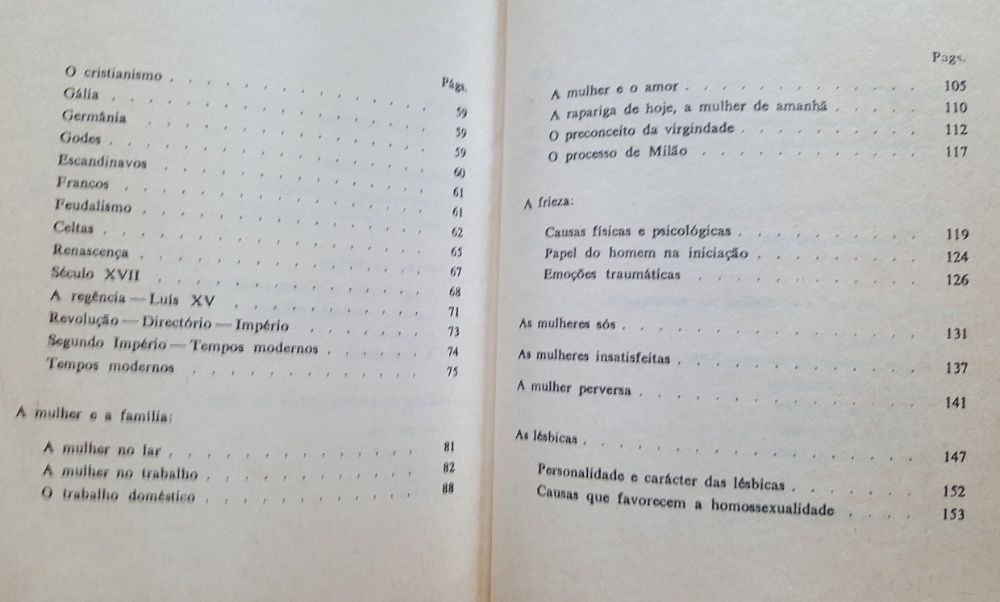 Págs.
O cristianismo . . . . . . . . . . . 59
Gália . . . . . . . . . . . . . 59
Germânia . . . . . . . . . . . . 59
Godes . . . . . . . . . . . . . 60
Escandinavos . . . . . . . . . . . 61
Francos . . . . . . . . . . . . 61
Feudalismo . . . . . . . . . . . 62
Celtas . . . . . . . . . . . . . 65
Renascença . . . . . . . . . . . 67
Século XVII . . . . . . . . . . . 68
A regência — Luís XV . . . . . . . . 71
Revolução — Directório — Império . . . . . 73
Segundo Império — Tempos modernos . . . . 74
Tempos modernos . . . . . . . . . 75
A mulher e a família:
A mulher no lar . . . . . . . . . . 81
A mulher no trabalho . . . . . . . . 82
O trabalho doméstico . . . . . . . . 88
Pags.
A mulher e o amor . . . . . . . . . 105
A rapariga de hoje, a mulher de amanhã . . . . 110
O preconceito da virgindade . . . . . . . 112
O processo de Milão . . . . . . . . . 117
A frieza:
Causas físicas e psicológicas . . . . . . . 119
Papel do homem na iniciação . . . . . . . 124
Emoções traumáticas . . . . . . . . . 126
As mulheres sós . . . . . . . . . . . 131
As mulheres insatisfeitas . . . . . . . . . 137
A mulher perversa . . . . . . . . . . 141
As lésbicas . . . . . . . . . . . . 147
Personalidade e carácter das lésbicas . . . . . 152
Causas que favorecem a homossexualidade . . . . 153